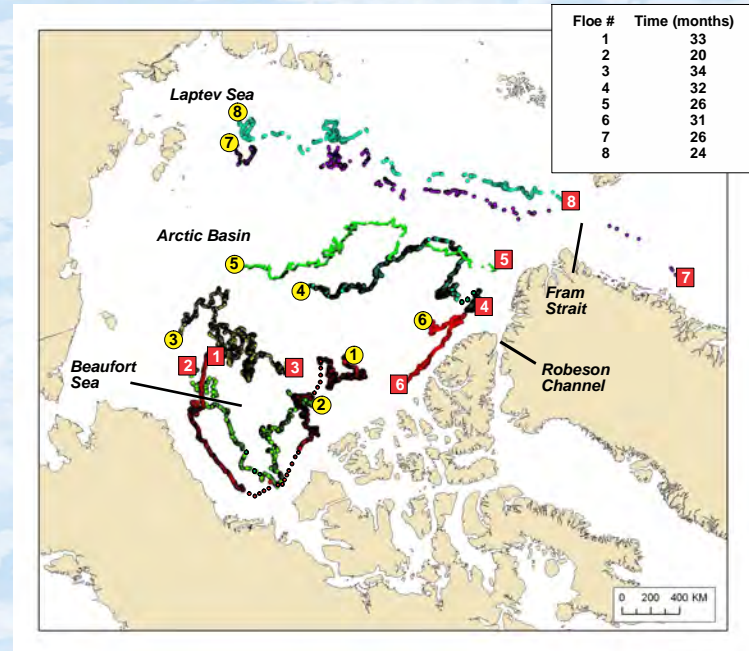 Floe # Time (months)
1 33
2 20
3 34
4 32
5 26
6 31
7 26
8 24
Laptev Sea
8
7
8
Arctic Basin
5
5
7
4
4
Fram
Strait
6
3
1
2
1
3
Robeson
Channel
Beaufort
Sea
6
2
0 200 400 KM